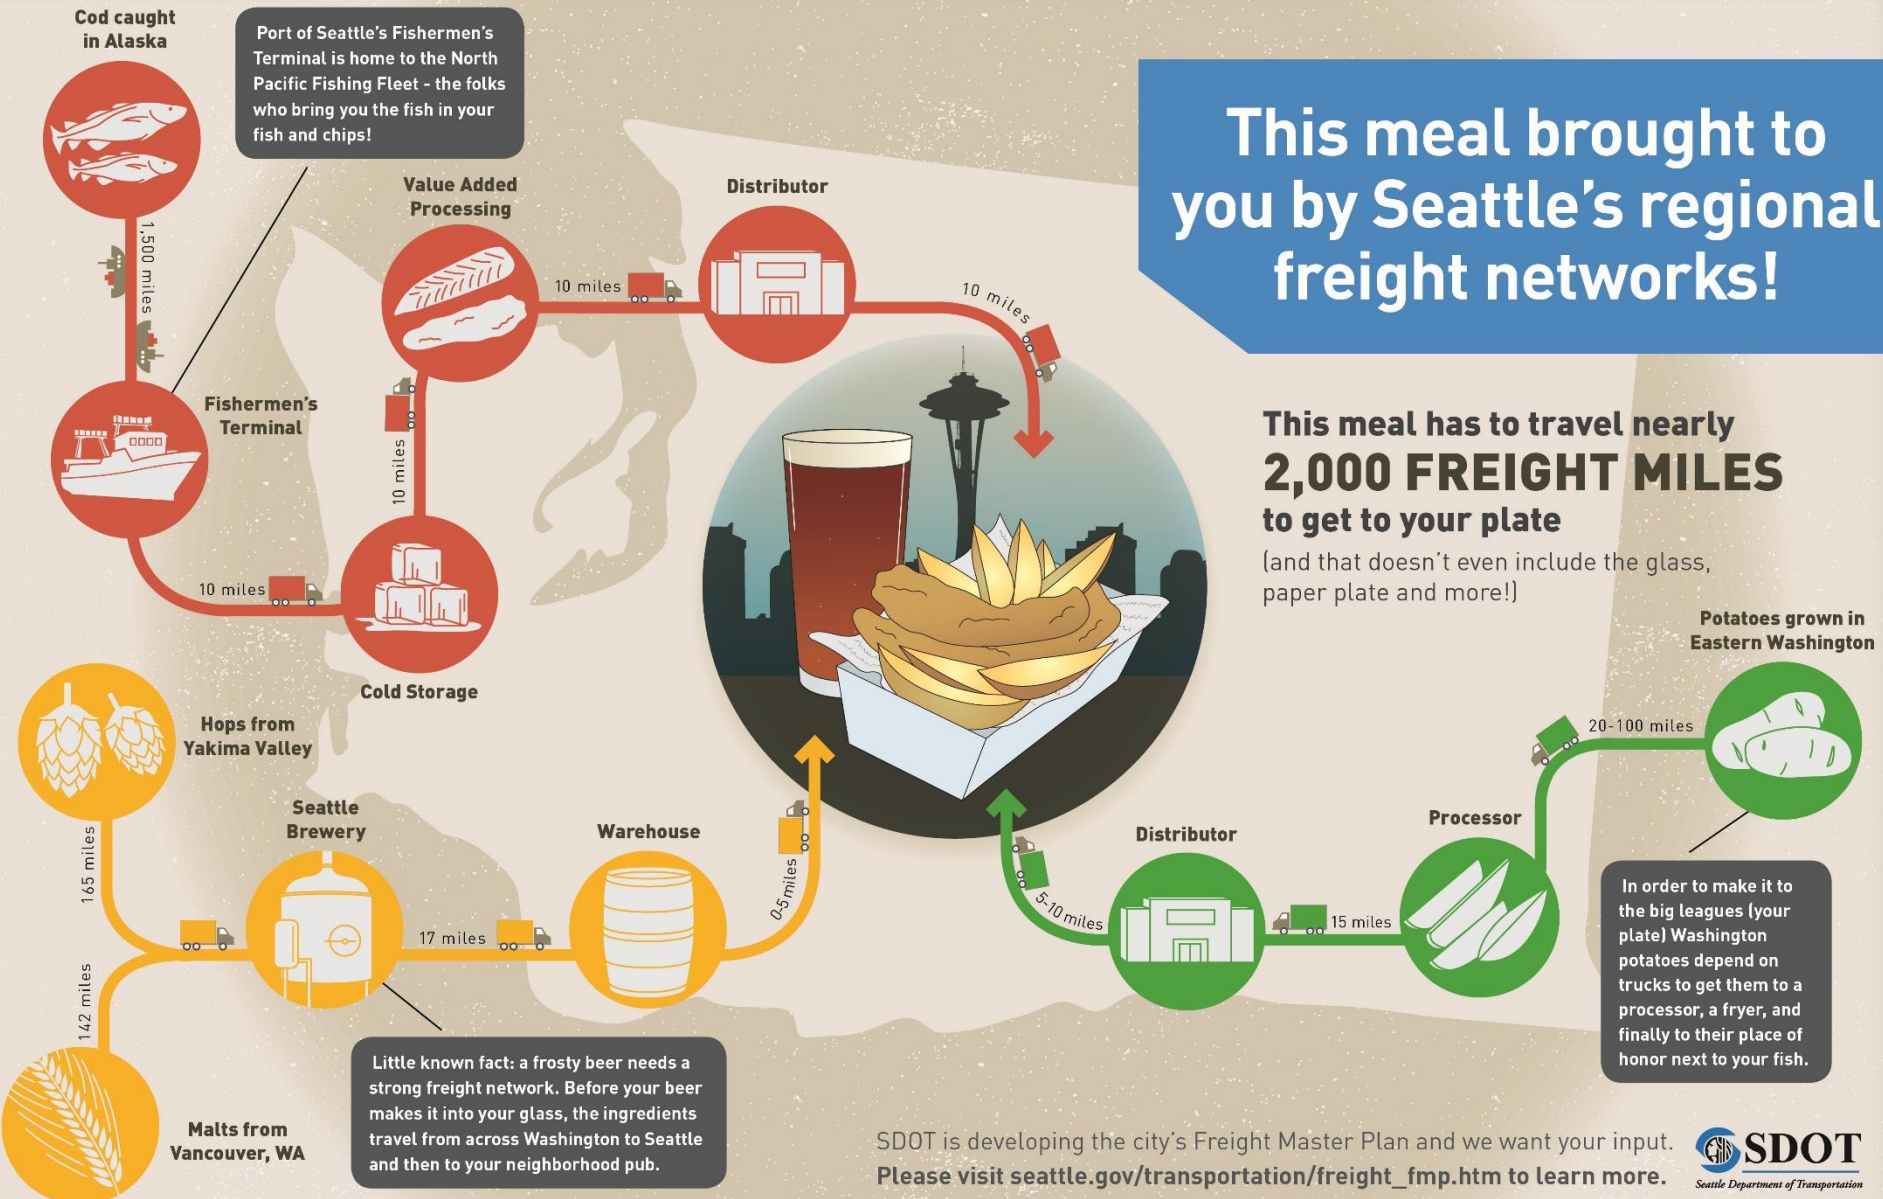 Cod caught
in Alaska
Port of Seattle's Fishermen's
Terminal is home to the North
Pacific Fishing Fleet - the folks
who bring you the fish in your
fish and chips!
This meal brought to
you by Seattle's regional
freight networks!
1,500 miles
Fishermen's
Terminal
10 miles
Cold Storage
10 miles
Value Added
Processing
10 miles
Distributor
10 miles
This meal has to travel nearly
2,000 FREIGHT MILES
to get to your plate
(and that doesn't even include the glass,
paper plate and more!)
Hops from
Yakima Valley
165 miles
142 miles
Malts from
Vancouver, WA
Seattle
Brewery
17 miles
Warehouse
0-5 miles
Little known fact: a frosty beer needs a
strong freight network. Before your beer
makes it into your glass, the ingredients
travel from across Washington to Seattle
and then to your neighborhood pub.
Potatoes grown in
Eastern Washington
20-100 miles
Processor
15 miles
Distributor
5-10 miles
In order to make it to
the big leagues (your
plate) Washington
potatoes depend on
trucks to get them to a
processor, a fryer, and
finally to their place of
honor next to your fish.
SDOT is developing the city's Freight Master Plan and we want your input.
Please visit seattle.gov/transportation/freight_fmp.htm to learn more.
SDOT
Seattle Department of Transportation